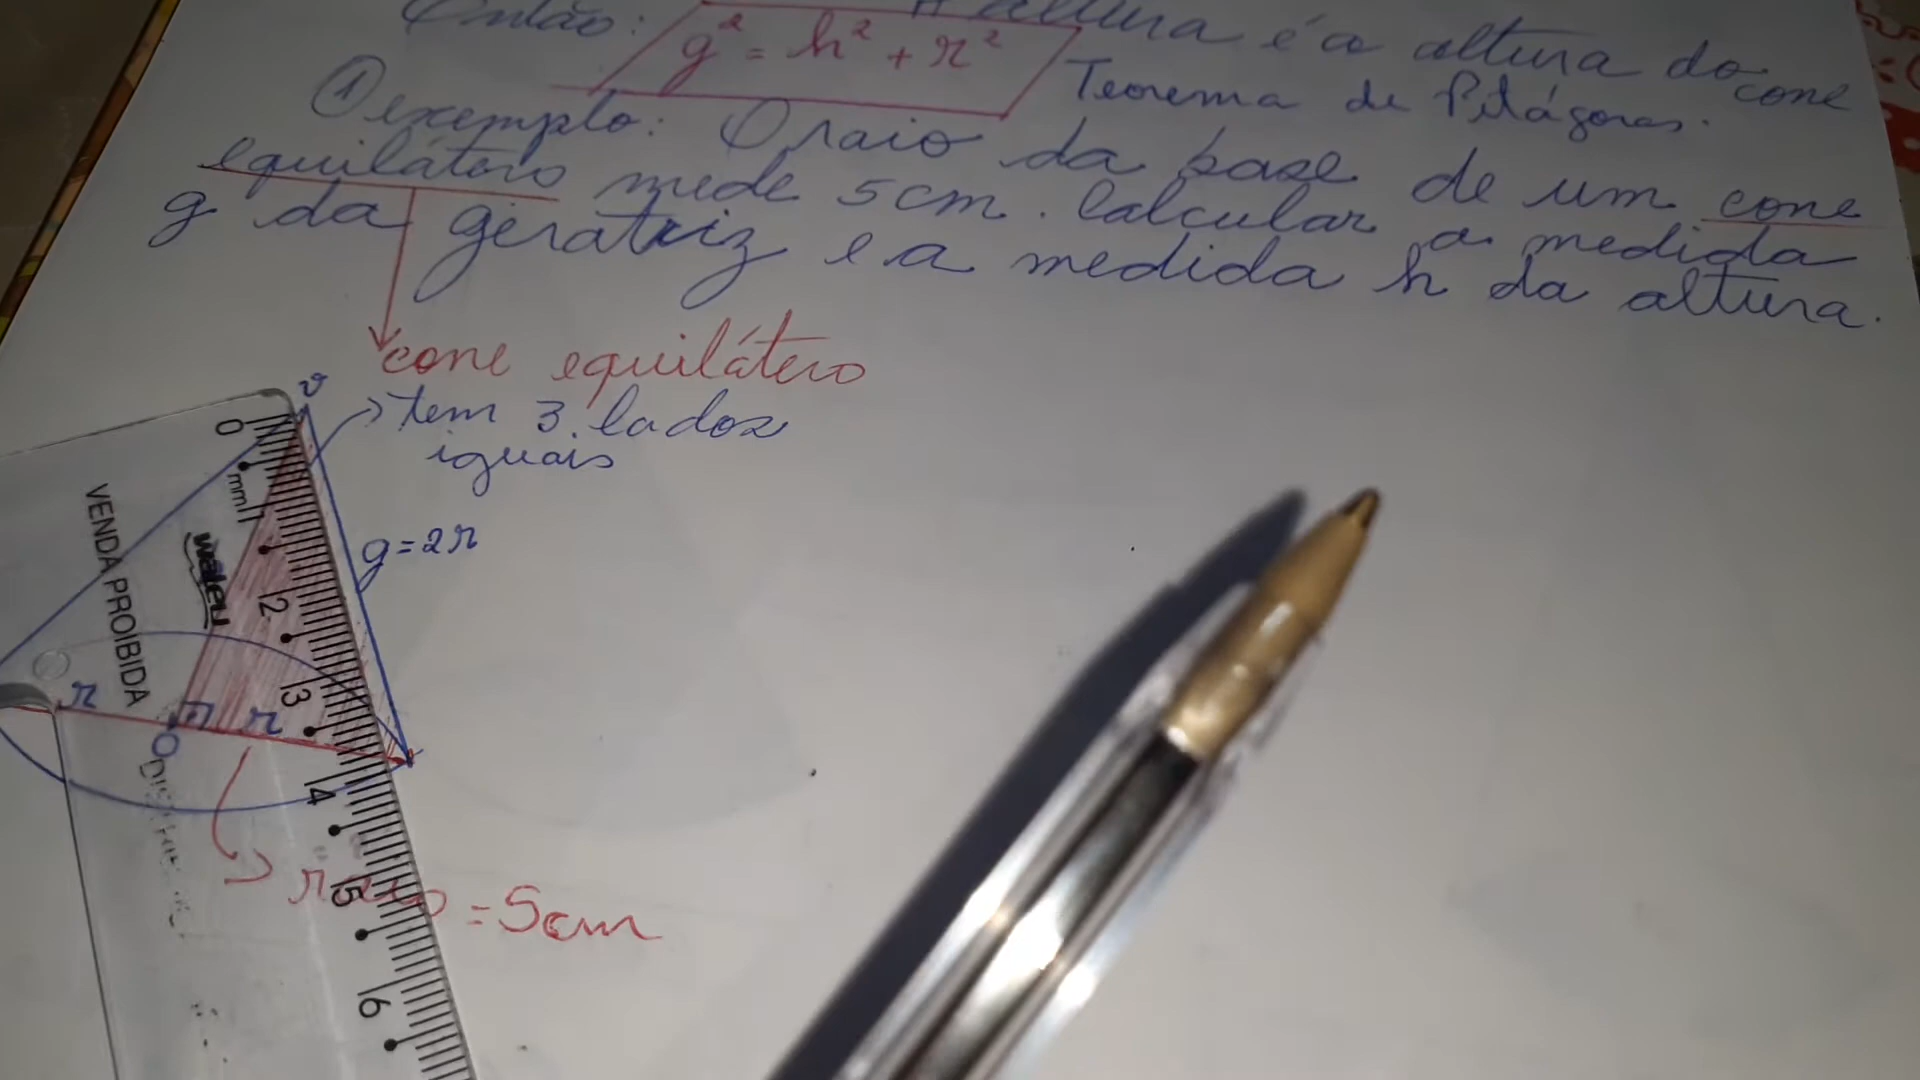 Então: A altura é a altura do cone
g² = h² + r²
Teorema de Pitágoras.
① exemplo: O raio da base de um cone
equilátero mede 5cm. Calcular a medida
g da geratriz e a medida h da altura.
cone equilátero
v
tem 3 lados
iguais
g=2r
r
O
r
raio = 5cm
0
mm
1
2
3
4
5
6
VENDA PROIBIDA
waleu